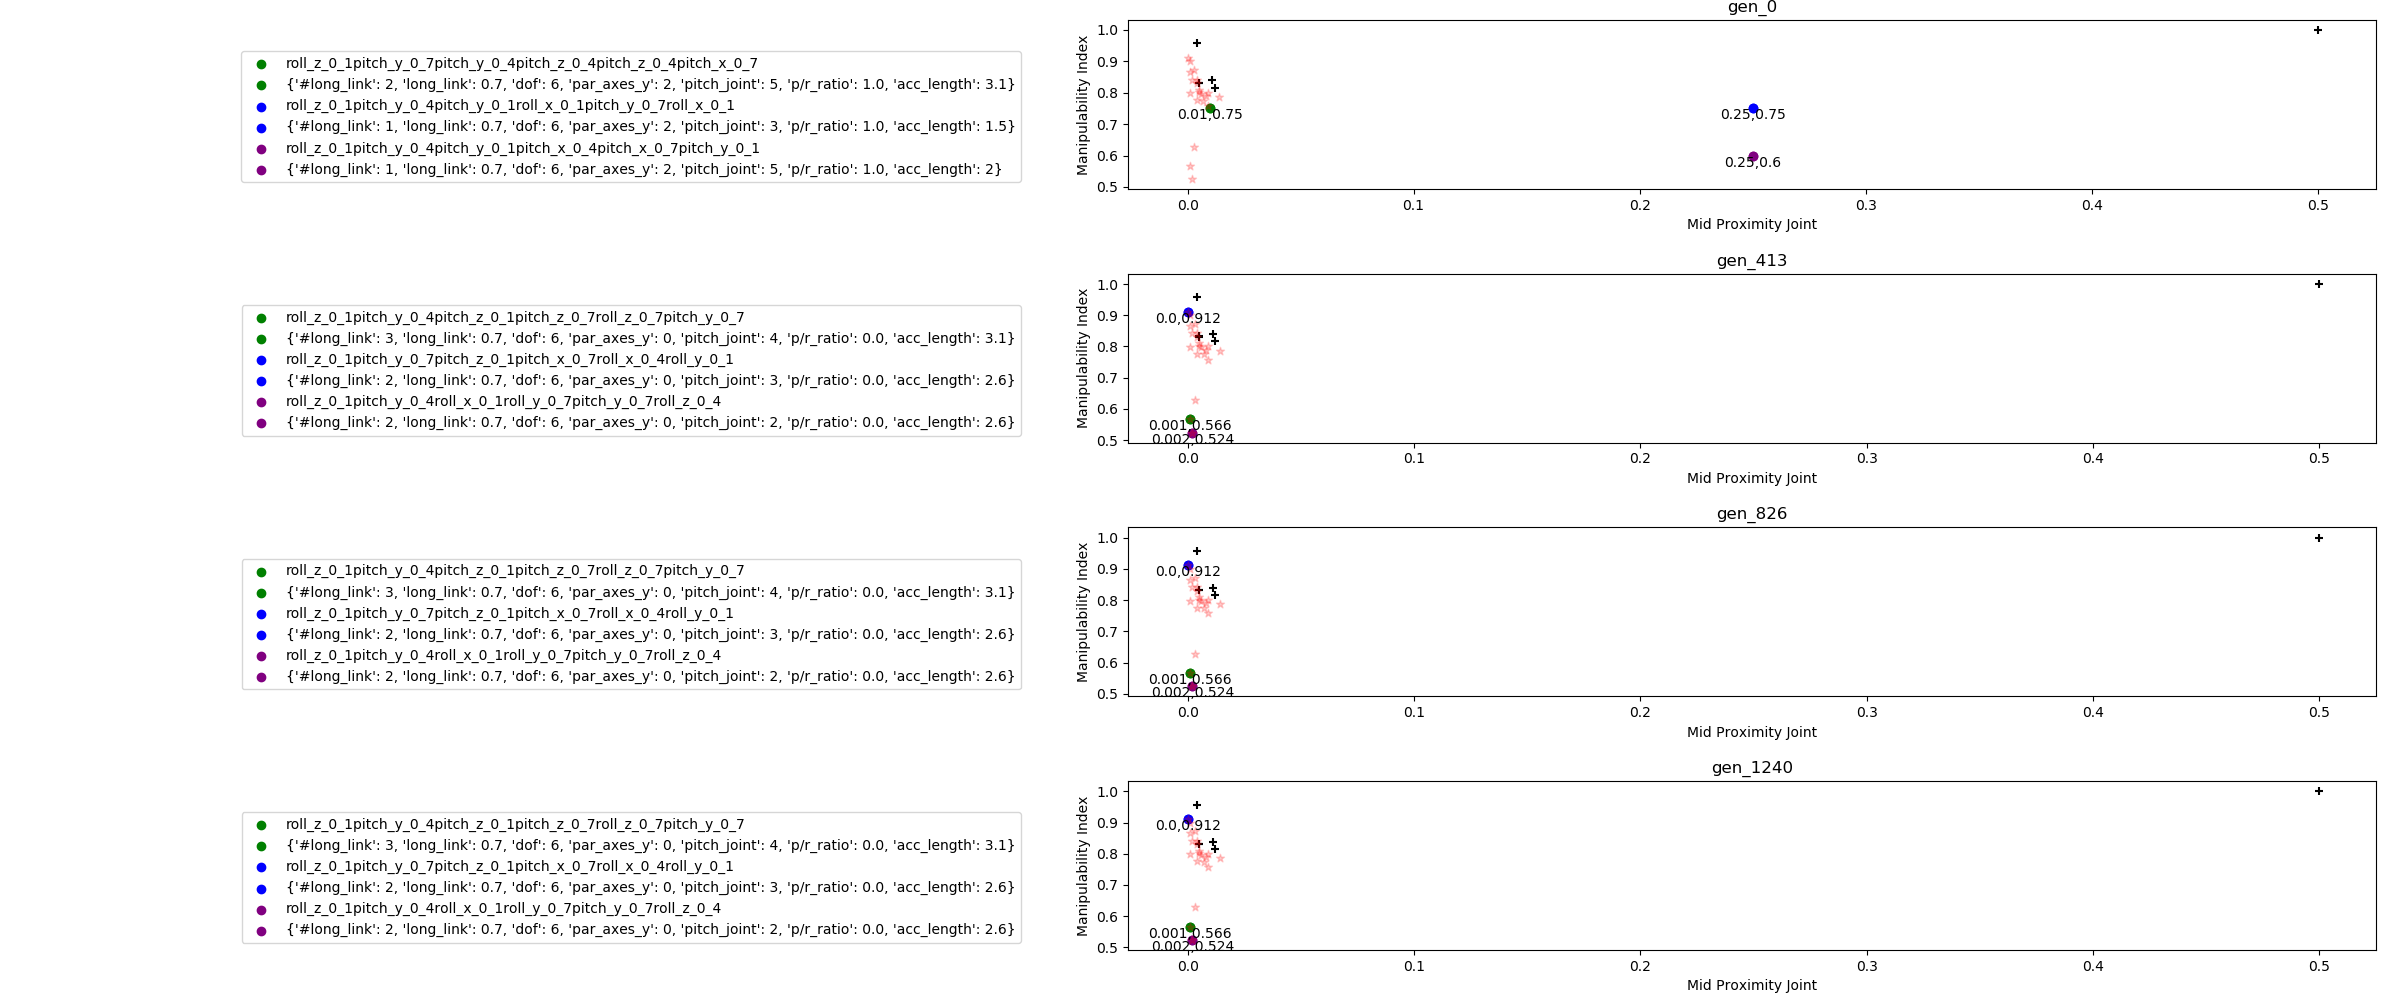 gen_0
roll_z_0_1pitch_y_0_7pitch_y_0_4pitch_z_0_4pitch_z_0_4pitch_x_0_7
{'#long_link': 2, 'long_link': 0.7, 'dof': 6, 'par_axes_y': 2, 'pitch_joint': 5, 'p/r_ratio': 1.0, 'acc_length': 3.1}
roll_z_0_1pitch_y_0_4pitch_y_0_1roll_x_0_1pitch_y_0_7roll_x_0_1
{'#long_link': 1, 'long_link': 0.7, 'dof': 6, 'par_axes_y': 2, 'pitch_joint': 3, 'p/r_ratio': 1.0, 'acc_length': 1.5}
roll_z_0_1pitch_y_0_4pitch_y_0_1pitch_x_0_4pitch_x_0_7pitch_y_0_1
{'#long_link': 1, 'long_link': 0.7, 'dof': 6, 'par_axes_y': 2, 'pitch_joint': 5, 'p/r_ratio': 1.0, 'acc_length': 2}
Manipulability Index
1.0
0.9
0.8
0.7
0.6
0.5
0.01,0.75
0.25,0.75
0.25,0.6
0.0 0.1 0.2 0.3 0.4 0.5
Mid Proximity Joint
gen_413
roll_z_0_1pitch_y_0_4pitch_z_0_1pitch_z_0_7roll_z_0_7pitch_y_0_7
{'#long_link': 3, 'long_link': 0.7, 'dof': 6, 'par_axes_y': 0, 'pitch_joint': 4, 'p/r_ratio': 0.0, 'acc_length': 3.1}
roll_z_0_1pitch_y_0_7pitch_z_0_1pitch_x_0_7roll_x_0_4roll_y_0_1
{'#long_link': 2, 'long_link': 0.7, 'dof': 6, 'par_axes_y': 0, 'pitch_joint': 3, 'p/r_ratio': 0.0, 'acc_length': 2.6}
roll_z_0_1pitch_y_0_4roll_x_0_1roll_y_0_7pitch_y_0_7roll_z_0_4
{'#long_link': 2, 'long_link': 0.7, 'dof': 6, 'par_axes_y': 0, 'pitch_joint': 2, 'p/r_ratio': 0.0, 'acc_length': 2.6}
Manipulability Index
1.0
0.9
0.8
0.7
0.6
0.5
0.0,0.912
0.001,0.566
0.002,0.524
0.0 0.1 0.2 0.3 0.4 0.5
Mid Proximity Joint
gen_826
roll_z_0_1pitch_y_0_4pitch_z_0_1pitch_z_0_7roll_z_0_7pitch_y_0_7
{'#long_link': 3, 'long_link': 0.7, 'dof': 6, 'par_axes_y': 0, 'pitch_joint': 4, 'p/r_ratio': 0.0, 'acc_length': 3.1}
roll_z_0_1pitch_y_0_7pitch_z_0_1pitch_x_0_7roll_x_0_4roll_y_0_1
{'#long_link': 2, 'long_link': 0.7, 'dof': 6, 'par_axes_y': 0, 'pitch_joint': 3, 'p/r_ratio': 0.0, 'acc_length': 2.6}
roll_z_0_1pitch_y_0_4roll_x_0_1roll_y_0_7pitch_y_0_7roll_z_0_4
{'#long_link': 2, 'long_link': 0.7, 'dof': 6, 'par_axes_y': 0, 'pitch_joint': 2, 'p/r_ratio': 0.0, 'acc_length': 2.6}
Manipulability Index
1.0
0.9
0.8
0.7
0.6
0.5
0.0,0.912
0.001,0.566
0.002,0.524
0.0 0.1 0.2 0.3 0.4 0.5
Mid Proximity Joint
gen_1240
roll_z_0_1pitch_y_0_4pitch_z_0_1pitch_z_0_7roll_z_0_7pitch_y_0_7
{'#long_link': 3, 'long_link': 0.7, 'dof': 6, 'par_axes_y': 0, 'pitch_joint': 4, 'p/r_ratio': 0.0, 'acc_length': 3.1}
roll_z_0_1pitch_y_0_7pitch_z_0_1pitch_x_0_7roll_x_0_4roll_y_0_1
{'#long_link': 2, 'long_link': 0.7, 'dof': 6, 'par_axes_y': 0, 'pitch_joint': 3, 'p/r_ratio': 0.0, 'acc_length': 2.6}
roll_z_0_1pitch_y_0_4roll_x_0_1roll_y_0_7pitch_y_0_7roll_z_0_4
{'#long_link': 2, 'long_link': 0.7, 'dof': 6, 'par_axes_y': 0, 'pitch_joint': 2, 'p/r_ratio': 0.0, 'acc_length': 2.6}
Manipulability Index
1.0
0.9
0.8
0.7
0.6
0.5
0.0,0.912
0.001,0.566
0.002,0.524
0.0 0.1 0.2 0.3 0.4 0.5
Mid Proximity Joint